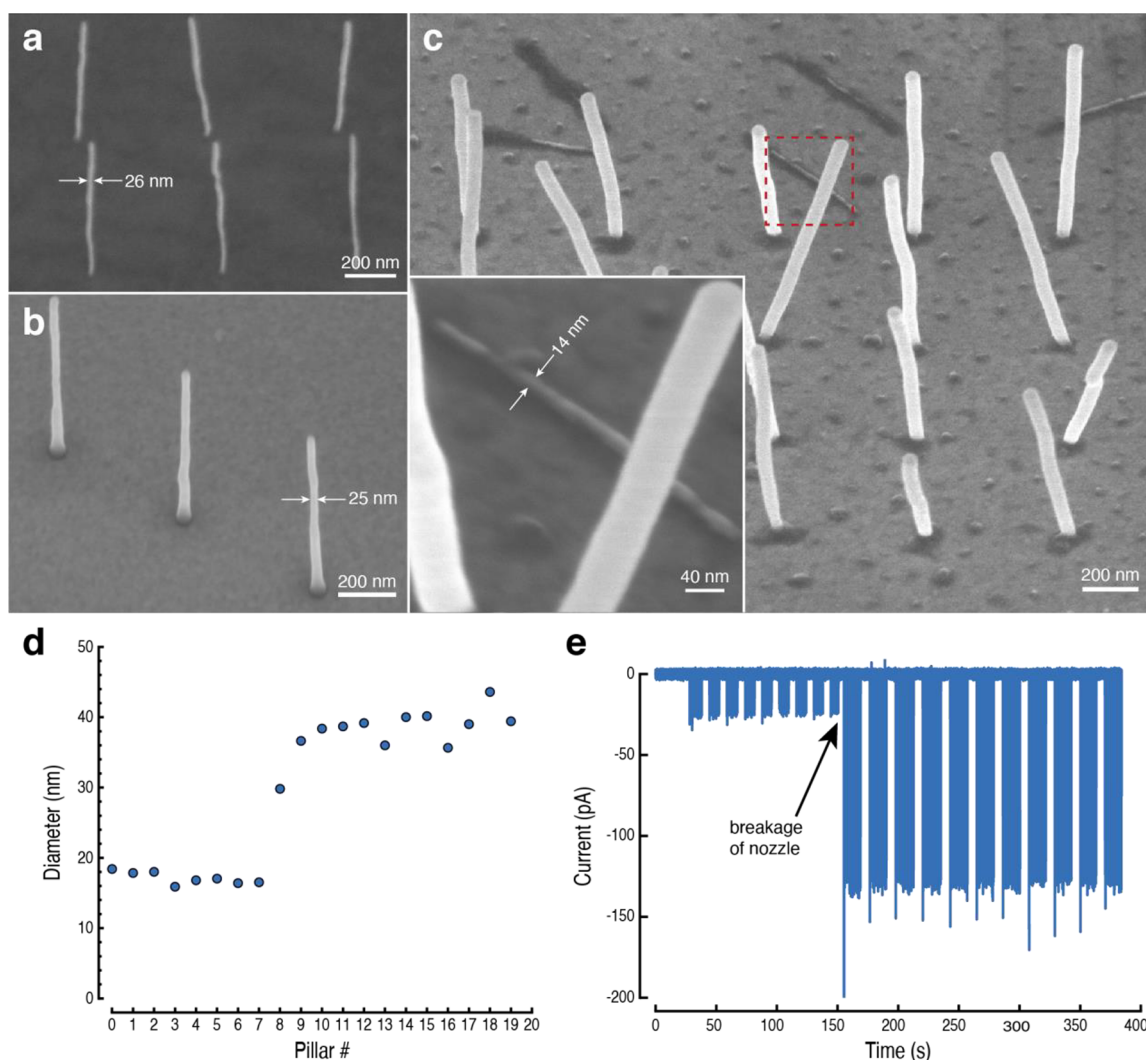 a
26 nm
200 nm
b
25 nm
200 nm
c
14 nm
40 nm
200 nm
d
50
40
30
20
10
0
Diameter (nm)
0 1 2 3 4 5 6 7 8 9 10 11 12 13 14 15 16 17 18 19 20
Pillar #
e
0
-50
-100
-150
-200
Current (pA)
breakage
of nozzle
0 50 100 150 200 250 300 350 400
Time (s)